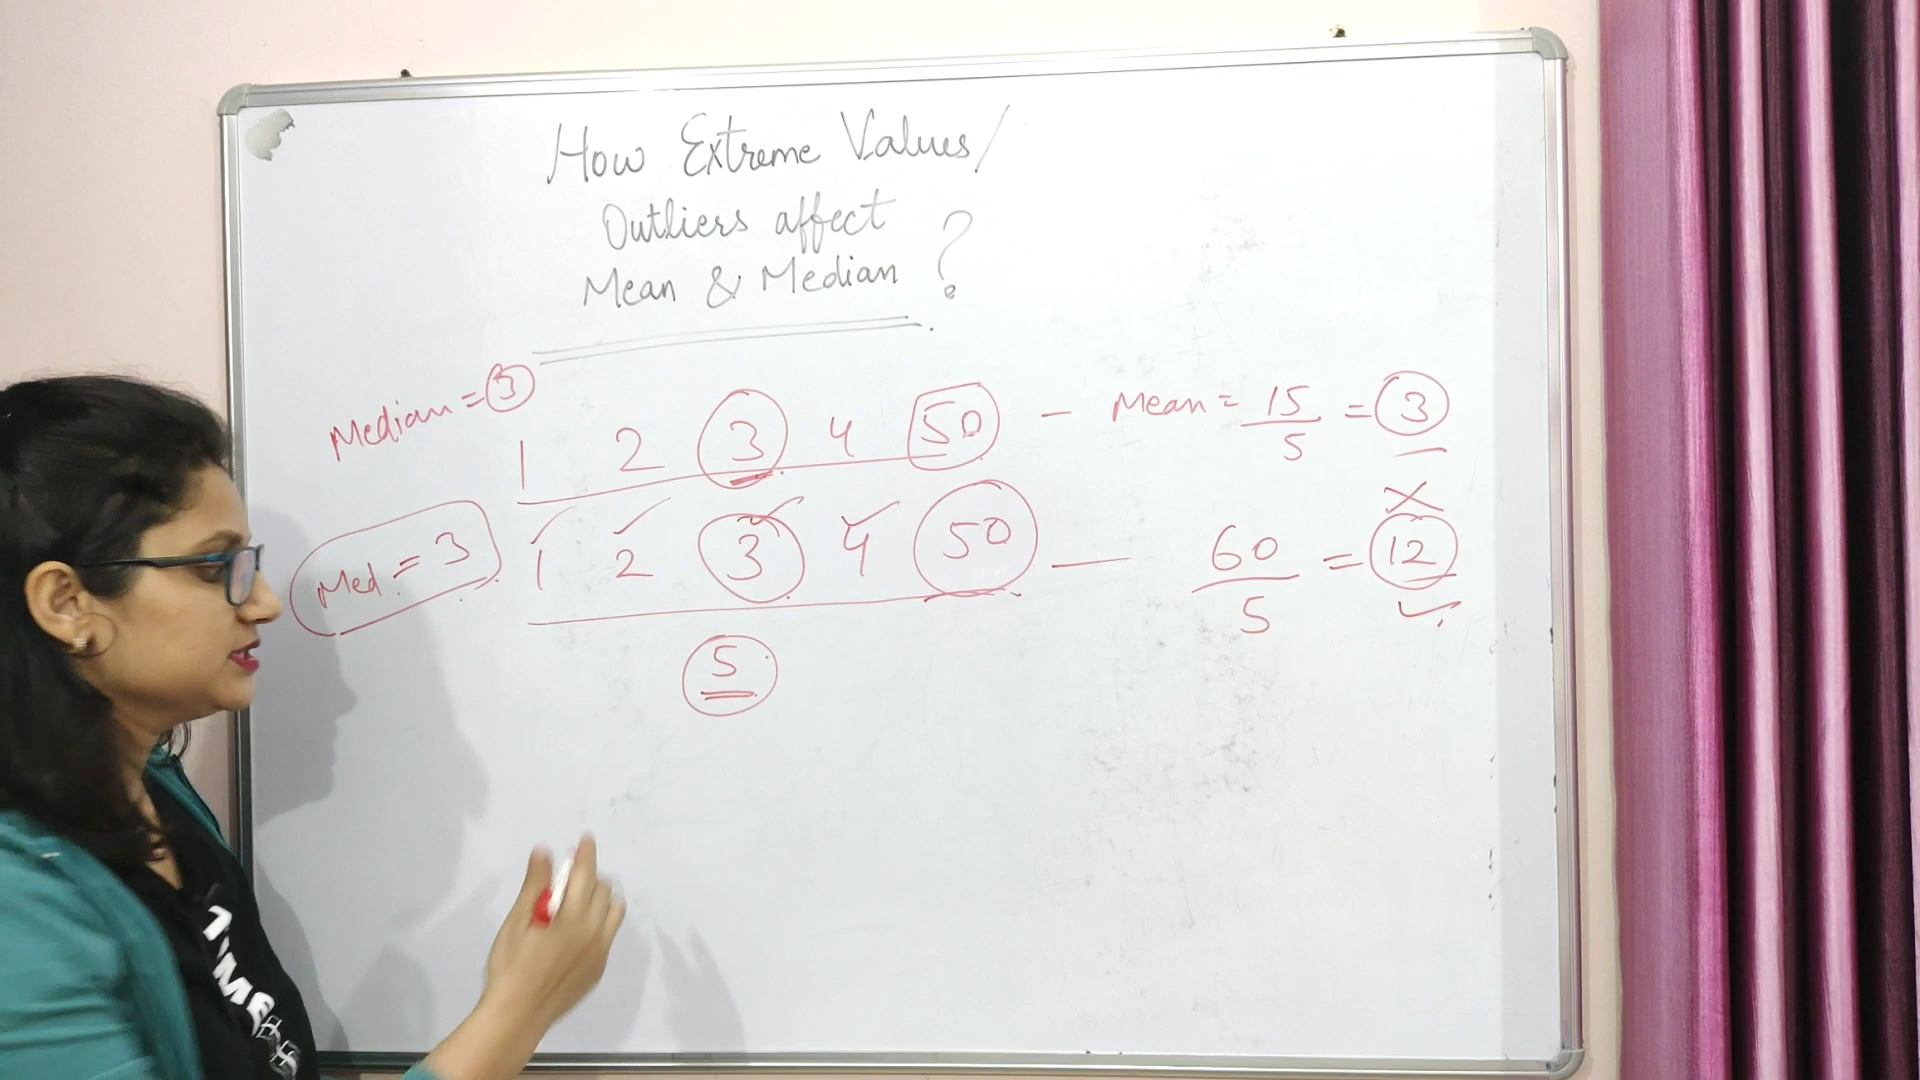 How Extreme Values/
Outliers affect
Mean & Median ?
Median = 3
1 2 3 4 50 – Mean = 15/5 = 3
Med. = 3 1 2 3 4 50 — 60/5 = 12
5
TIME